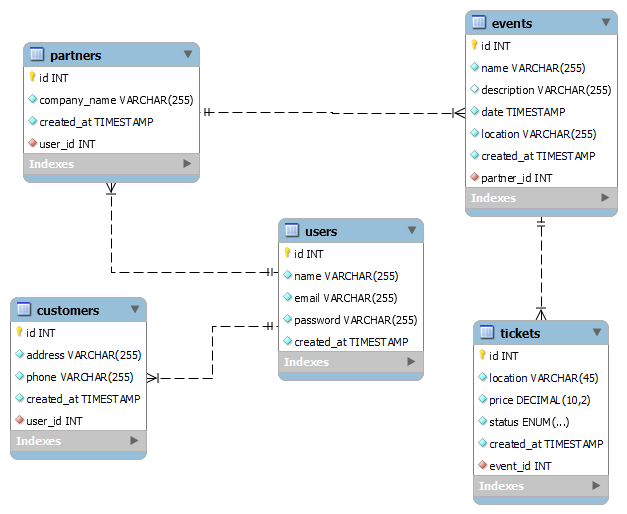 partners
id INT
company_name VARCHAR(255)
created_at TIMESTAMP
user_id INT
Indexes
events
id INT
name VARCHAR(255)
description VARCHAR(255)
date TIMESTAMP
location VARCHAR(255)
created_at TIMESTAMP
partner_id INT
Indexes
users
id INT
name VARCHAR(255)
email VARCHAR(255)
password VARCHAR(255)
created_at TIMESTAMP
Indexes
customers
id INT
address VARCHAR(255)
phone VARCHAR(255)
created_at TIMESTAMP
user_id INT
Indexes
tickets
id INT
location VARCHAR(45)
price DECIMAL(10,2)
status ENUM(...)
created_at TIMESTAMP
event_id INT
Indexes